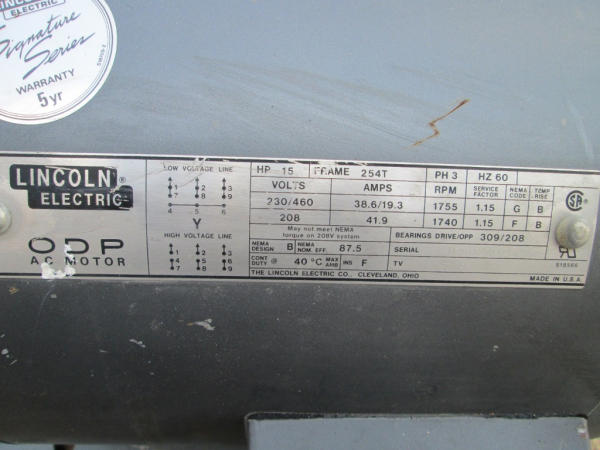 LINCOLN
ELECTRIC
Signature
Series
WARRANTY
5yr
LINCOLN®
ELECTRIC
ODP
AC MOTOR
LOW VOLTAGE LINE
1 2 3
7 8 9
4 5 6
Y
HIGH VOLTAGE LINE
1 2 3
4 5 6
7 8 9
HP 15 FRAME 254T PH 3 HZ 60
VOLTS AMPS RPM SERVICE FACTOR NEMA CODE TEMP. RISE
230/460 38.6/19.3 1755 1.15 G B
208 41.9 1740 1.15 F B
May not meet NEMA
torque on 208V system
BEARINGS DRIVE/OPP 309/208
NEMA DESIGN B NEMA NOM. EFF. 87.5 SERIAL
CONT DUTY @ 40°C MAX AMB INS F TV
THE LINCOLN ELECTRIC CO., CLEVELAND, OHIO
MADE IN U.S.A.